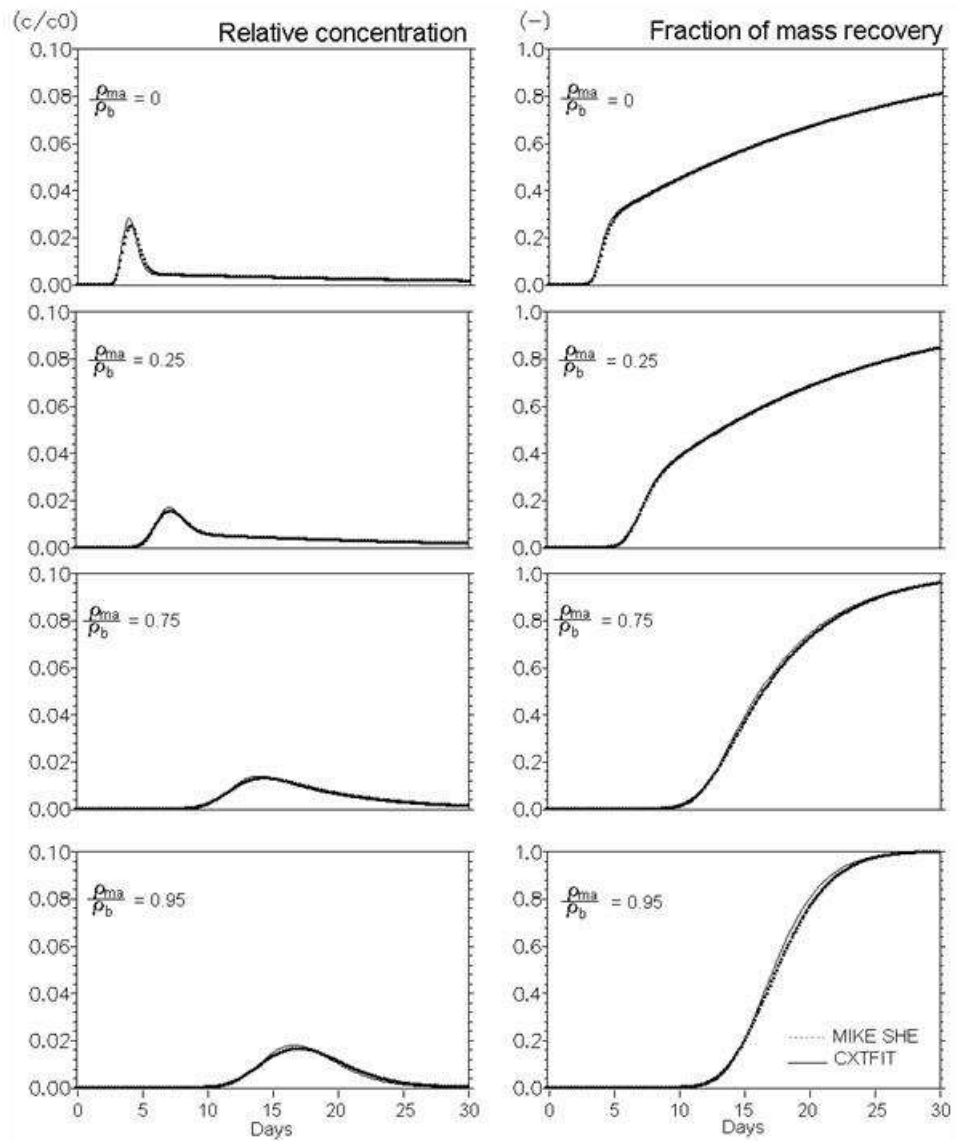 (c/c0) Relative concentration
0.10
0.08
0.06
0.04
0.02
0.00
ρma
ρb = 0
(-) Fraction of mass recovery
1.0
0.8
0.6
0.4
0.2
0.0
ρma
ρb = 0
0.10
0.08
0.06
0.04
0.02
0.00
ρma
ρb = 0.25
1.0
0.8
0.6
0.4
0.2
0.0
ρma
ρb = 0.25
0.10
0.08
0.06
0.04
0.02
0.00
ρma
ρb = 0.75
1.0
0.8
0.6
0.4
0.2
0.0
ρma
ρb = 0.75
0.10
0.08
0.06
0.04
0.02
0.00
ρma
ρb = 0.95
0 5 10 15 20 25 30
Days
1.0
0.8
0.6
0.4
0.2
0.0
ρma
ρb = 0.95
MIKE SHE
CXTFIT
0 5 10 15 20 25 30
Days